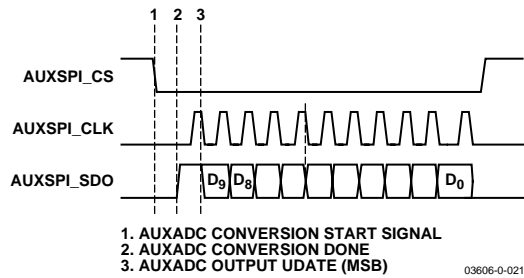 1 2 3
AUXSPI_CS
AUXSPI_CLK
AUXSPI_SDO
D9 D8 D0
1. AUXADC CONVERSION START SIGNAL
2. AUXADC CONVERSION DONE
3. AUXADC OUTPUT UDATE (MSB)
03606-0-021